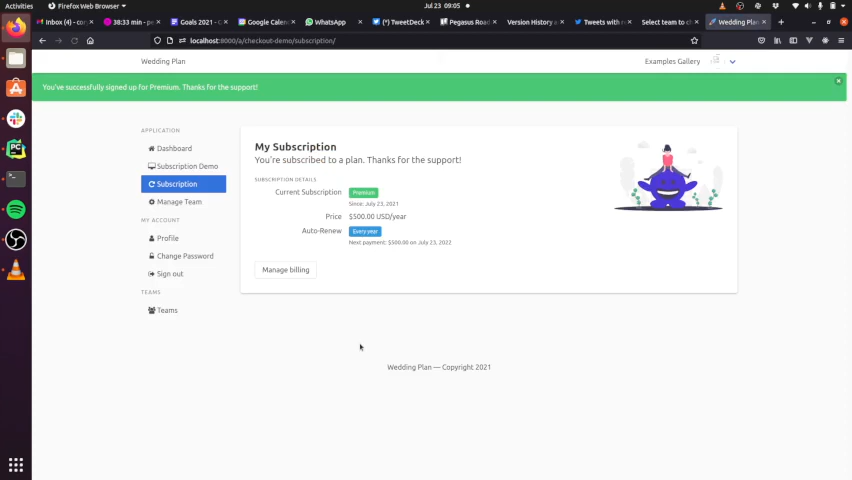 Activities
Firefox Web Browser
Jul 23 09:05
Inbox (4) - co
38:33 min - pe
Goals 2021 - G
Google Calen
WhatsApp
(*) TweetDeck
Pegasus Road
Version History a
Tweets with re
Select team to ch
Wedding Plan
localhost:8000/a/checkout-demo/subscription/
Wedding Plan
Examples Gallery
You've successfully signed up for Premium. Thanks for the support!
APPLICATION
Dashboard
Subscription Demo
Subscription
Manage Team
MY ACCOUNT
Profile
Change Password
Sign out
TEAMS
Teams
My Subscription
You're subscribed to a plan. Thanks for the support!
SUBSCRIPTION DETAILS
Current Subscription Premium
Since: July 23, 2021
Price $500.00 USD/year
Auto-Renew Every year
Next payment: $500.00 on July 23, 2022
Manage billing
Wedding Plan — Copyright 2021